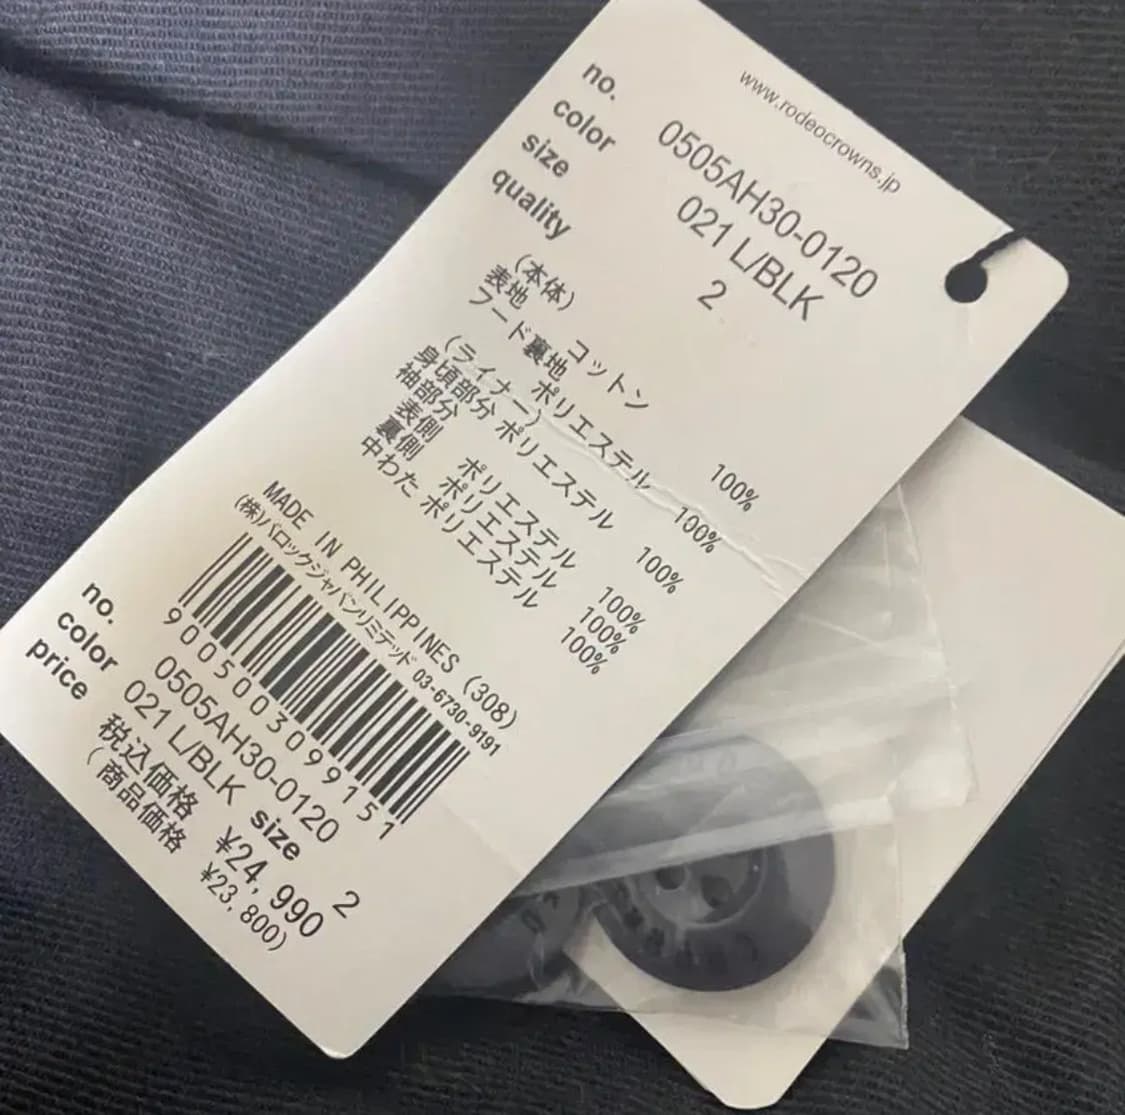 www.rodeocrowns.jp
no. 0505AH30-0120
color 021 L/BLK
size 2
quality
(本体)
表地 コットン 100%
フード裏地 ポリエステル 100%
(ライナー)
身頃部分 ポリエステル 100%
袖部分
表側 ポリエステル 100%
裏側 ポリエステル 100%
中わた ポリエステル 100%
MADE IN PHILIPPINES (308)
(株)バロックジャパンリミテッド 03-6730-9191
9005003099151
no. 0505AH30-0120
color 021 L/BLK size 2
price 税込価格 ¥24,990
(商品価格 ¥23,800)